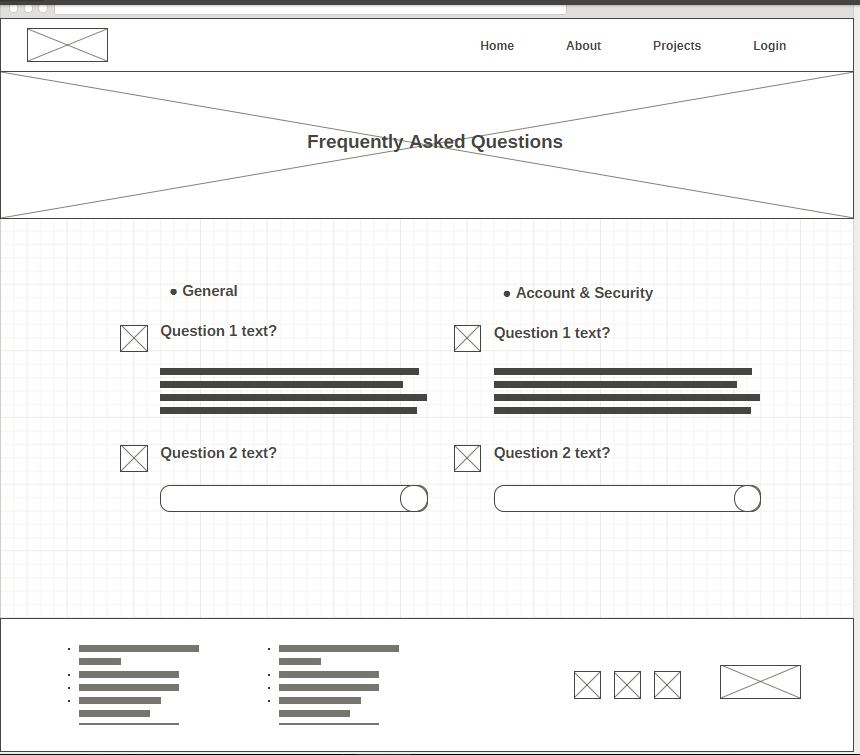 Home About Projects Login
Frequently Asked Questions
● General
Question 1 text?
Question 2 text?
● Account & Security
Question 1 text?
Question 2 text?